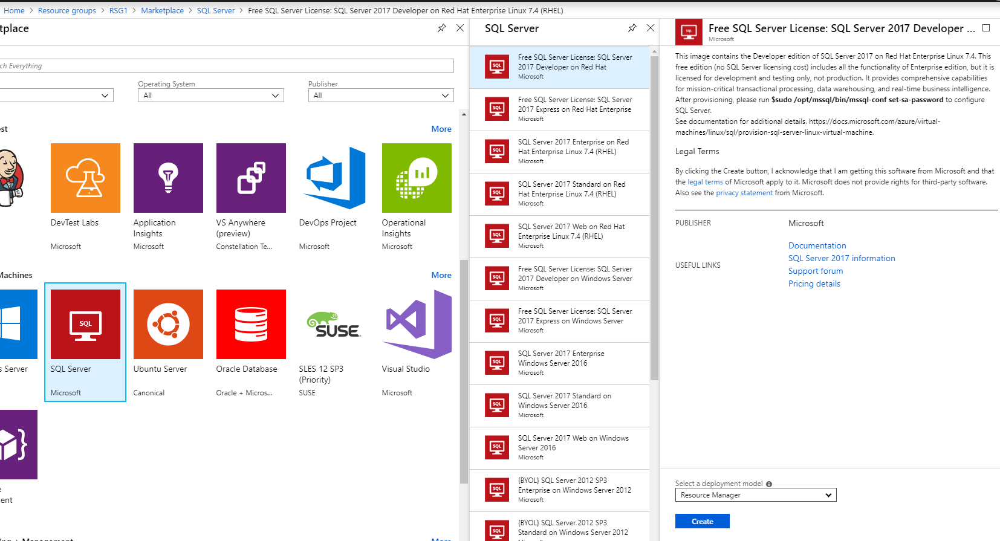 Home > Resource groups > RSG1 > Marketplace > SQL Server > Free SQL Server License: SQL Server 2017 Developer on Red Hat Enterprise Linux 7.4 (RHEL)
tplace
ch Everything
Operating System
Publisher
All
All
est
More
DevTest Labs
Microsoft
Application
Insights
Microsoft
VS Anywhere
(preview)
Constellation Te...
DevOps Project
Microsoft
Operational
Insights
Microsoft
Machines
More
s Server
SQL
SQL Server
Microsoft
Ubuntu Server
Canonical
Oracle Database
Oracle + Micros...
SUSE
SLES 12 SP3
(Priority)
SUSE
Visual Studio
Microsoft
e
ent
More
SQL Server
SQL
Free SQL Server License: SQL Server
2017 Developer on Red Hat
Microsoft
SQL
Free SQL Server License: SQL Server
2017 Express on Red Hat Enterprise
Microsoft
SQL
SQL Server 2017 Enterprise on Red
Hat Enterprise Linux 7.4 (RHEL)
Microsoft
SQL
SQL Server 2017 Standard on Red
Hat Enterprise Linux 7.4 (RHEL)
Microsoft
SQL
SQL Server 2017 Web on Red Hat
Enterprise Linux 7.4 (RHEL)
Microsoft
SQL
Free SQL Server License: SQL Server
2017 Developer on Windows Server
Microsoft
SQL
Free SQL Server License: SQL Server
2017 Express on Windows Server
Microsoft
SQL
SQL Server 2017 Enterprise
Windows Server 2016
Microsoft
SQL
SQL Server 2017 Standard on
Windows Server 2016
Microsoft
SQL
SQL Server 2017 Web on Windows
Server 2016
Microsoft
SQL
{BYOL} SQL Server 2012 SP3
Enterprise on Windows Server 2012
Microsoft
SQL
{BYOL} SQL Server 2012 SP3
Standard on Windows Server 2012
SQL
Free SQL Server License: SQL Server 2017 Developer ...
Microsoft
This image contains the Developer edition of SQL Server 2017 on Red Hat Enterprise Linux 7.4. This
free edition (no SQL Server licensing cost) includes all the functionality of Enterprise edition, but it is
licensed for development and testing only, not production. It provides comprehensive capabilities
for mission-critical transactional processing, data warehousing, and real-time business intelligence.
After provisioning, please run $sudo /opt/mssql/bin/mssql-conf set-sa-password to configure
SQL Server.
See documentation for additional details. https://docs.microsoft.com/azure/virtual-
machines/linux/sql/provision-sql-server-linux-virtual-machine.
Legal Terms
By clicking the Create button, I acknowledge that I am getting this software from Microsoft and that
the legal terms of Microsoft apply to it. Microsoft does not provide rights for third-party software.
Also see the privacy statement from Microsoft.
PUBLISHER
Microsoft
USEFUL LINKS
Documentation
SQL Server 2017 information
Support forum
Pricing details
Select a deployment model
Resource Manager
Create